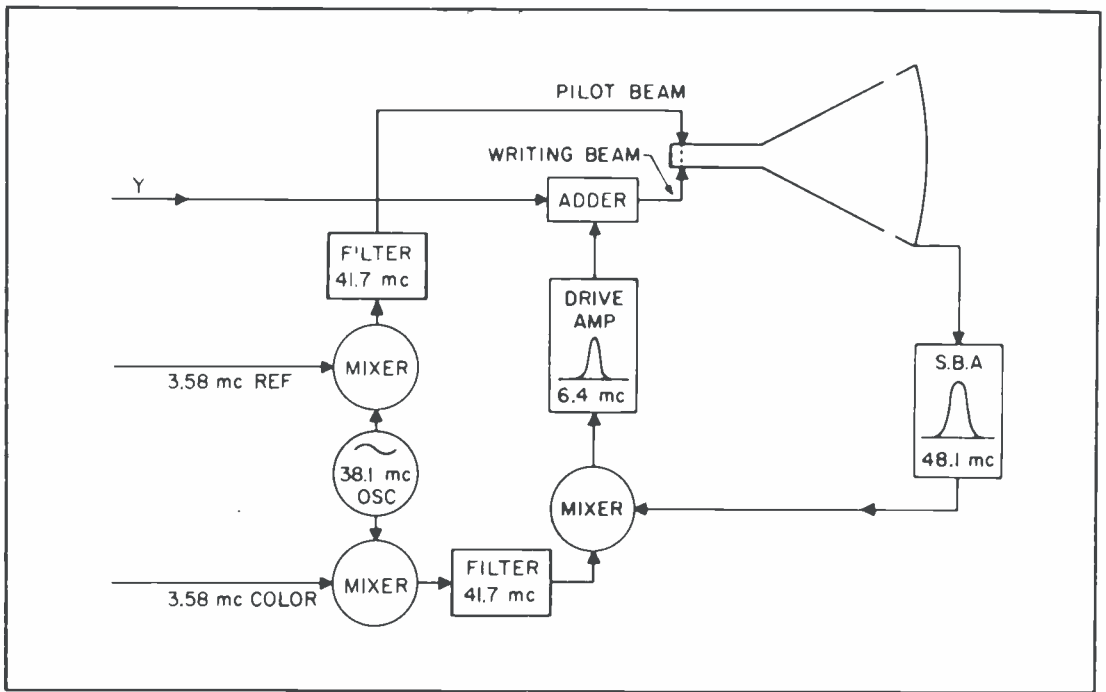 PILOT BEAM
WRITING BEAM
Y
ADDER
FILTER
41.7 mc
DRIVE
AMP
6.4 mc
S.B.A
48.1 mc
MIXER
3.58 mc REF
38.1 mc
OSC
MIXER
MIXER
3.58 mc COLOR
FILTER
41.7 mc